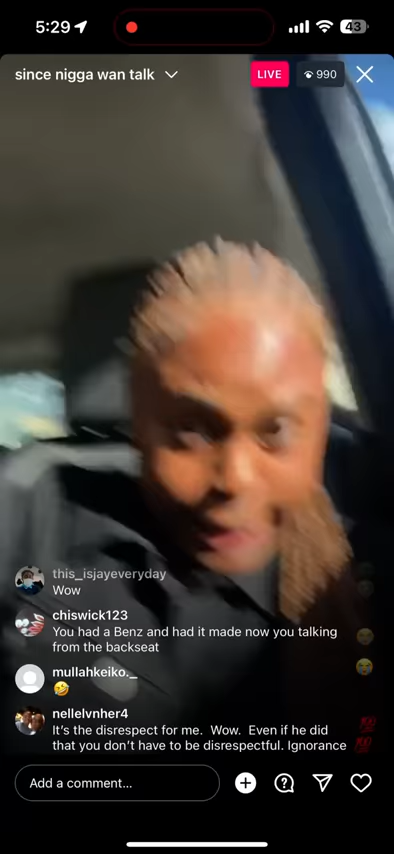 5:29
43
since nigga wan talk
LIVE
990
this_isjayeveryday
Wow
chiswick123
You had a Benz and had it made now you talking
from the backseat
mullahkeiko._
🤣
nellelvnher4
It's the disrespect for me.  Wow.  Even if he did
that you don't have to be disrespectful. Ignorance
Add a comment...